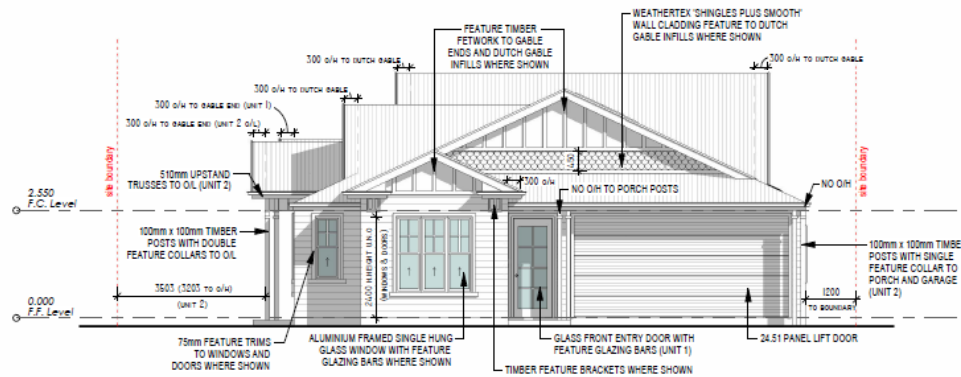 WEATHERTEX 'SHINGLES PLUS SMOOTH'
WALL CLADDING FEATURE TO DUTCH
GABLE INFILLS WHERE SHOWN
FEATURE TIMBER
FETWORK TO GABLE
ENDS AND DUTCH GABLE
INFILLS WHERE SHOWN
300 O/H TO DUTCH GABLE
300 O/H TO DUTCH GABLE
300 O/H TO DUTCH GABLE
300 O/H TO GABLE END (UNIT 1)
300 O/H TO GABLE END (UNIT 2 O/L)
site boundary
site boundary
450
510mm UPSTAND
TRUSSES TO O/L (UNIT 2)
300 O/H
NO O/H TO PORCH POSTS
NO O/H
2.550
F.C. Level
100mm x 100mm TIMBER
POSTS WITH DOUBLE
FEATURE COLLARS TO O/L
2400 H.HEIGHT U.N.O
(WINDOWS & DOORS)
100mm x 100mm TIMBE
POSTS WITH SINGLE
FEATURE COLLAR TO
PORCH AND GARAGE
(UNIT 2)
3503 (3203 TO O/H)
(UNIT 2)
1200
TO BOUNDARY
0.000
F.F. Level
75mm FEATURE TRIMS
TO WINDOWS AND
DOORS WHERE SHOWN
ALUMINIUM FRAMED SINGLE HUNG
GLASS WINDOW WITH FEATURE
GLAZING BARS WHERE SHOWN
GLASS FRONT ENTRY DOOR WITH
FEATURE GLAZING BARS (UNIT 1)
24.51 PANEL LIFT DOOR
TIMBER FEATURE BRACKETS WHERE SHOWN